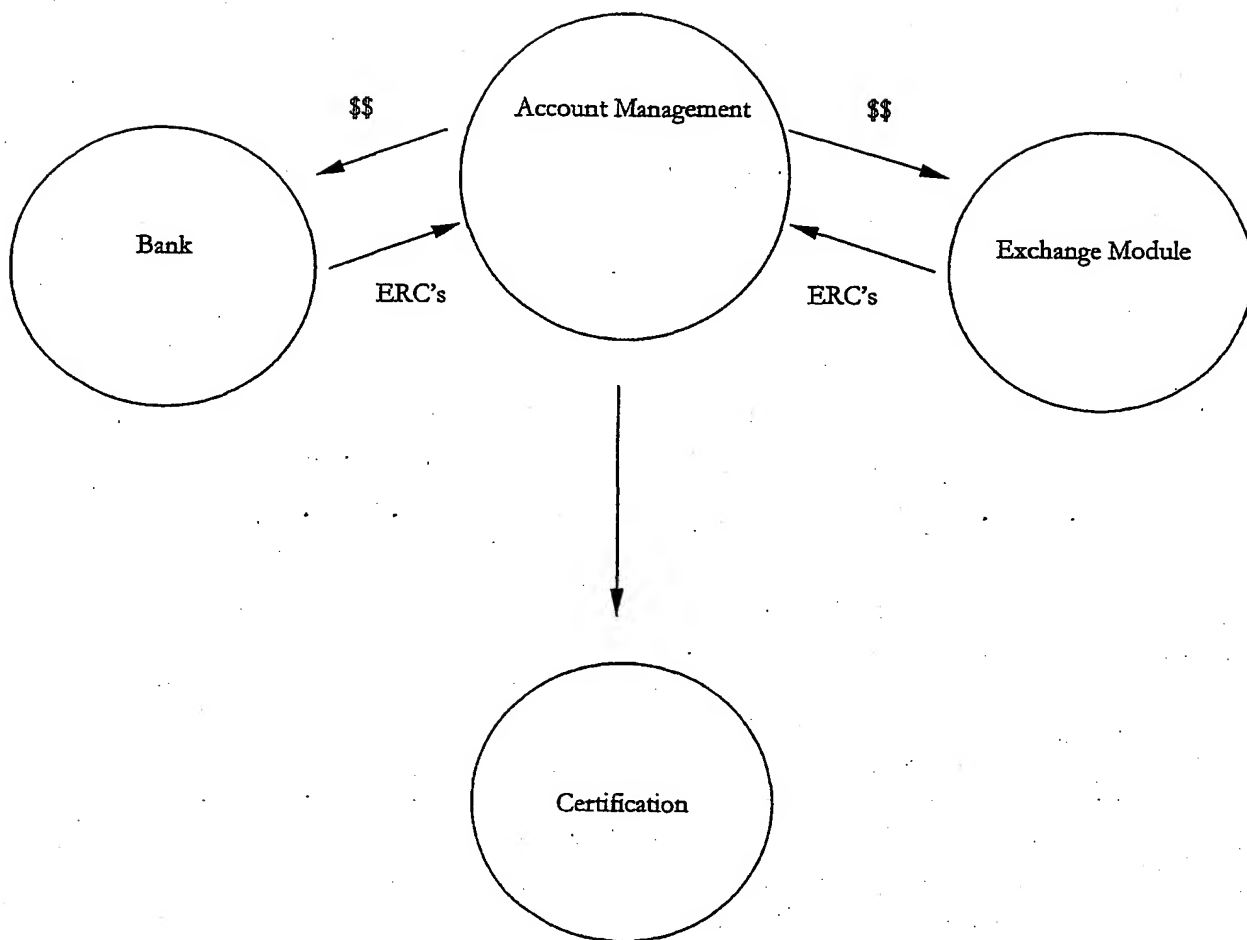 $$
Account Management
$$
Bank
Exchange Module
ERC's
ERC's
Certification